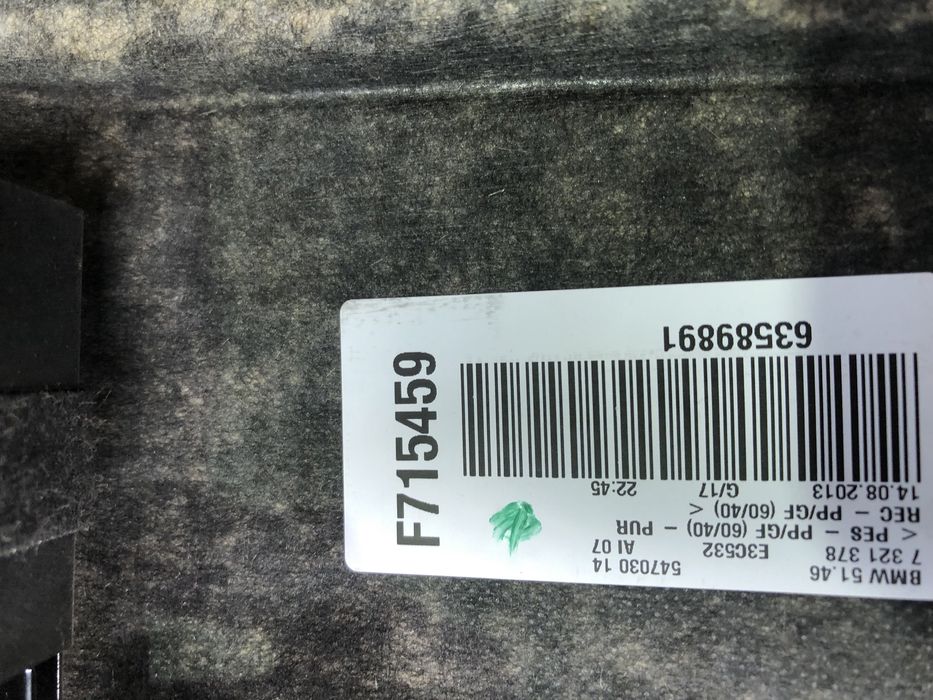 BMW 51.46
547030 14
7 321 378
E3C532
AI 07
< PES - PP/GF (60/40) - PUR
REC - PP/GF (60/40) <
14.08.2013
G/17
22:45
63589891
F715459